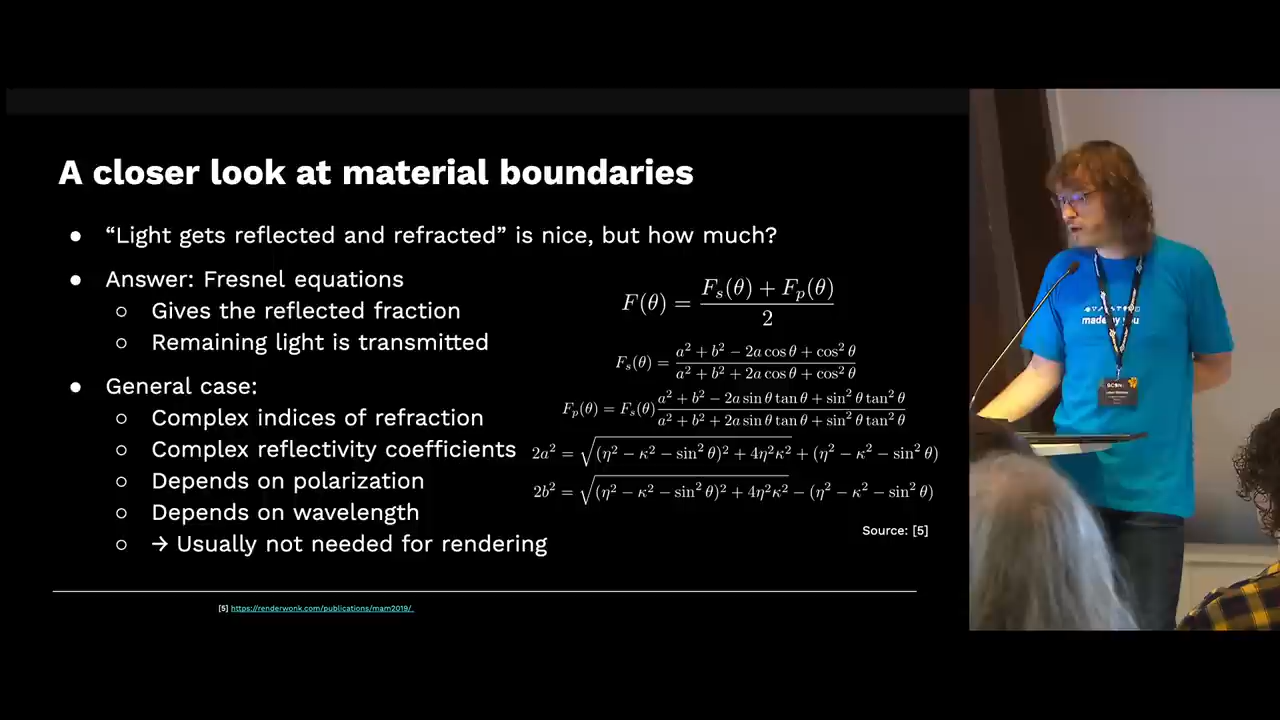 A closer look at material boundaries
● “Light gets reflected and refracted” is nice, but how much?
● Answer: Fresnel equations
○ Gives the reflected fraction
○ Remaining light is transmitted
● General case:
○ Complex indices of refraction
○ Complex reflectivity coefficients
○ Depends on polarization
○ Depends on wavelength
○ → Usually not needed for rendering
F(θ) = (F_s(θ) + F_p(θ)) / 2
F_s(θ) = (a² + b² − 2a cos θ + cos² θ) / (a² + b² + 2a cos θ + cos² θ)
F_p(θ) = F_s(θ) (a² + b² − 2a sin θ tan θ + sin² θ tan² θ) / (a² + b² + 2a sin θ tan θ + sin² θ tan² θ)
2a² = √((η² − κ² − sin² θ)² + 4η²κ²) + (η² − κ² − sin² θ)
2b² = √((η² − κ² − sin² θ)² + 4η²κ²) − (η² − κ² − sin² θ)
Source: [5]
[5] https://renderwonk.com/publications/mam2019/
made by you